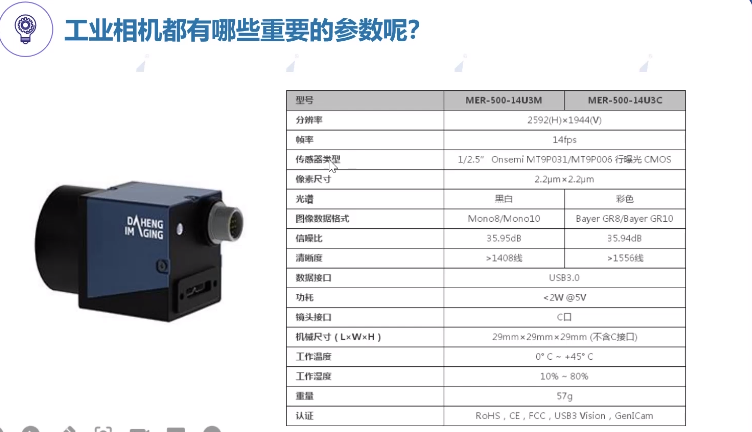 工业相机都有哪些重要的参数呢?
DAHENG
IMAGING
型号 MER-500-14U3M MER-500-14U3C
分辨率 2592(H)×1944(V)
帧率 14fps
传感器类型 1/2.5" Onsemi MT9P031/MT9P006 行曝光 CMOS
像素尺寸 2.2μm×2.2μm
光谱 黑白 彩色
图像数据格式 Mono8/Mono10 Bayer GR8/Bayer GR10
信噪比 35.95dB 35.94dB
清晰度 >1408线 >1556线
数据接口 USB3.0
功耗 <2W @5V
镜头接口 C口
机械尺寸 ( L×W×H ) 29mm×29mm×29mm (不含C接口)
工作温度 0° C ~ +45° C
工作湿度 10% ~ 80%
重量 57g
认证 RoHS , CE , FCC , USB3 Vision , GenICam